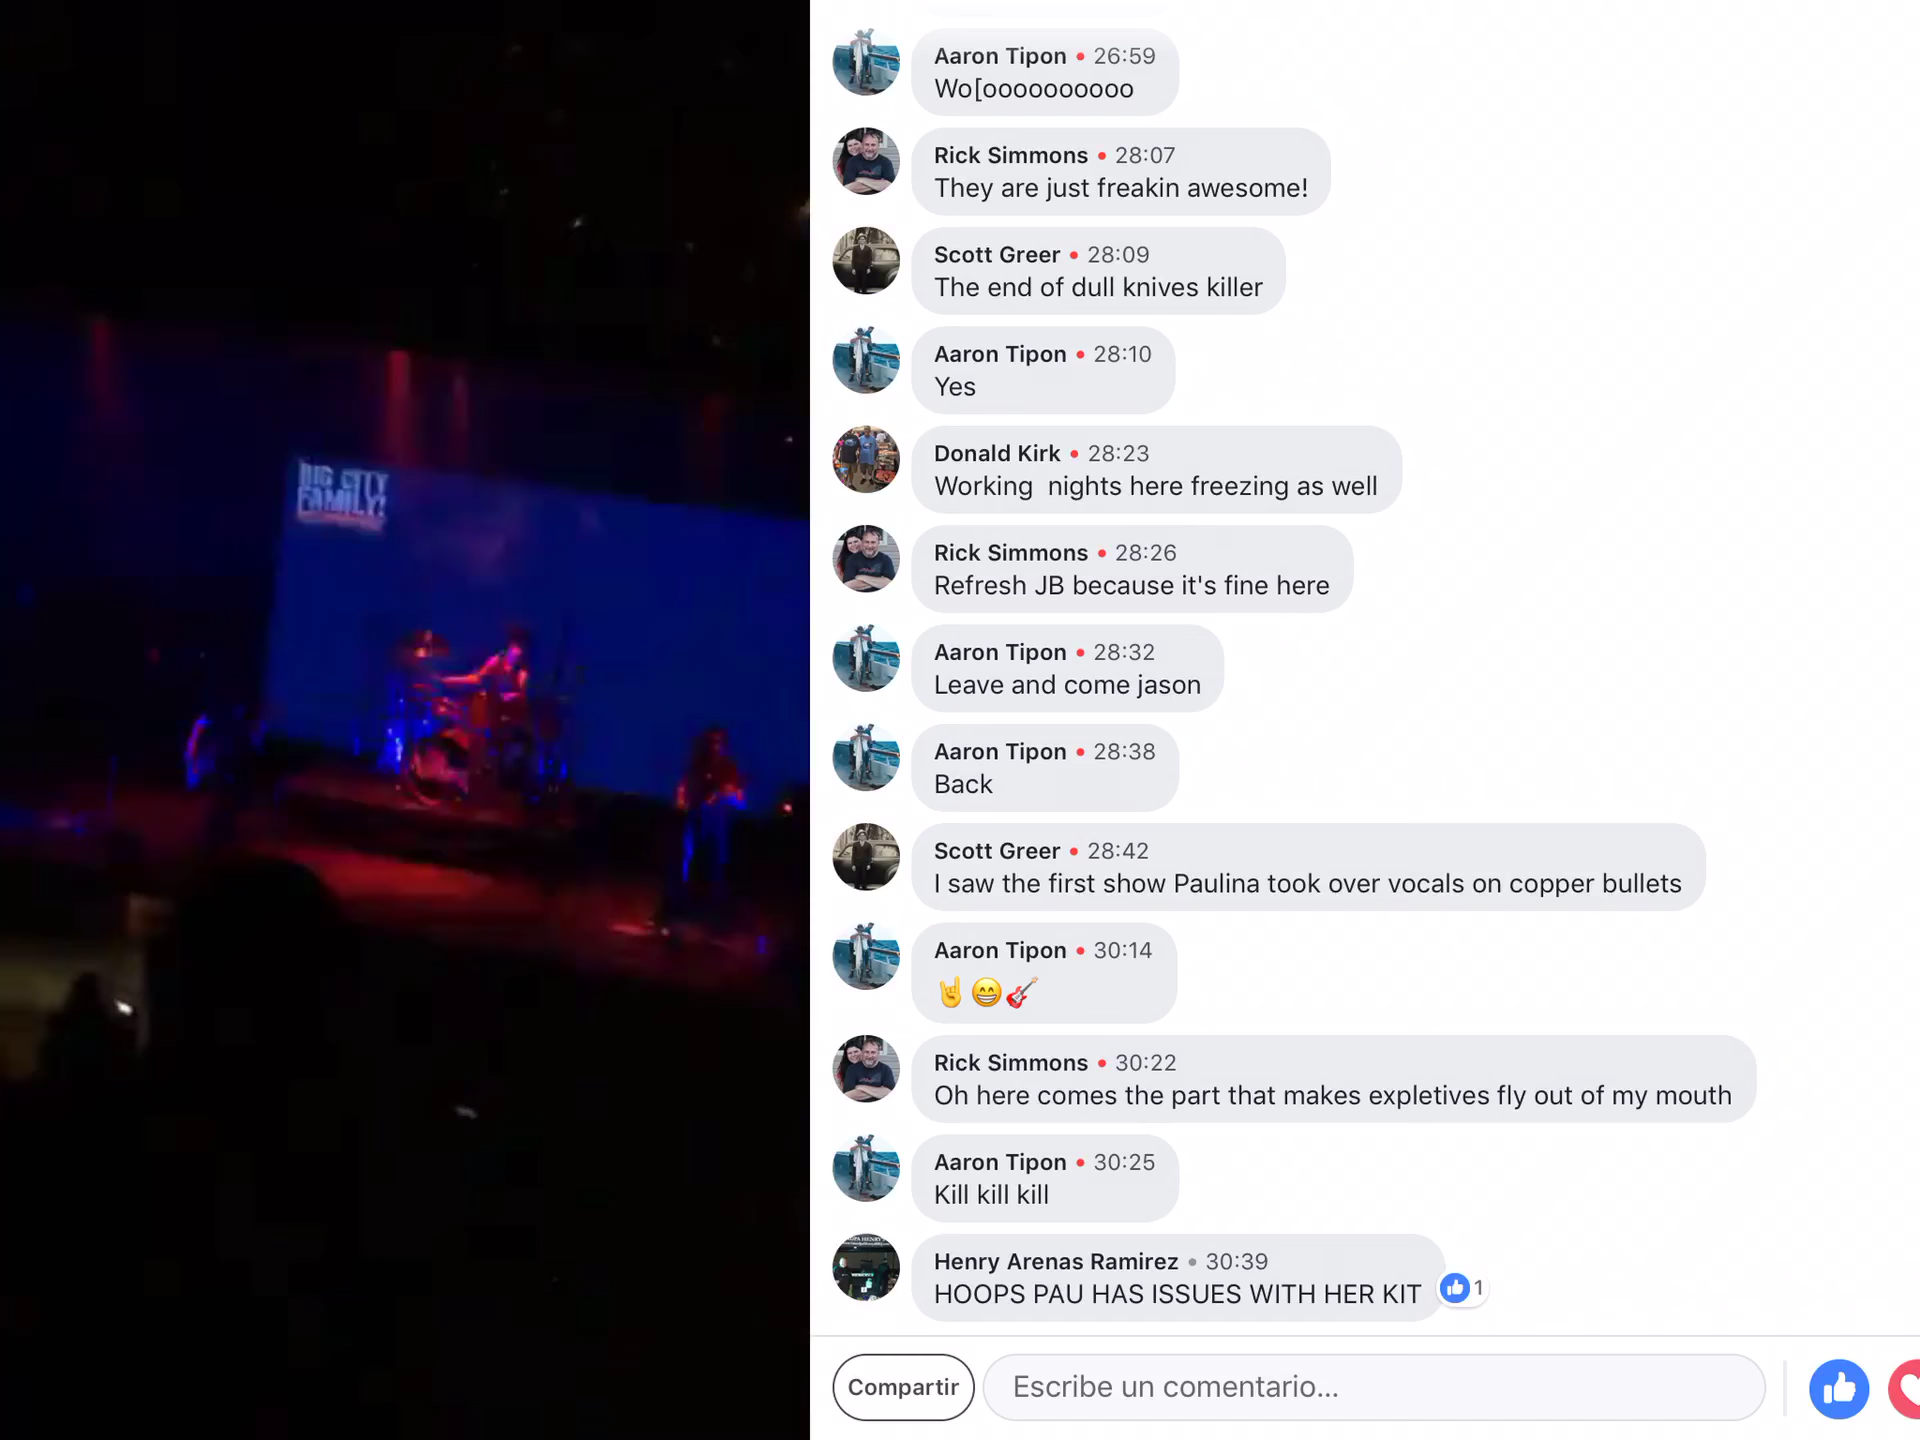 BIG CITY
FAMILY!
Aaron Tipon • 26:59
Wo[oooooooooo
Rick Simmons • 28:07
They are just freakin awesome!
Scott Greer • 28:09
The end of dull knives killer
Aaron Tipon • 28:10
Yes
Donald Kirk • 28:23
Working  nights here freezing as well
Rick Simmons • 28:26
Refresh JB because it's fine here
Aaron Tipon • 28:32
Leave and come jason
Aaron Tipon • 28:38
Back
Scott Greer • 28:42
I saw the first show Paulina took over vocals on copper bullets
Aaron Tipon • 30:14
🤘😁🎸
Rick Simmons • 30:22
Oh here comes the part that makes expletives fly out of my mouth
Aaron Tipon • 30:25
Kill kill kill
Henry Arenas Ramirez • 30:39
HOOPS PAU HAS ISSUES WITH HER KIT
1
Compartir
Escribe un comentario...